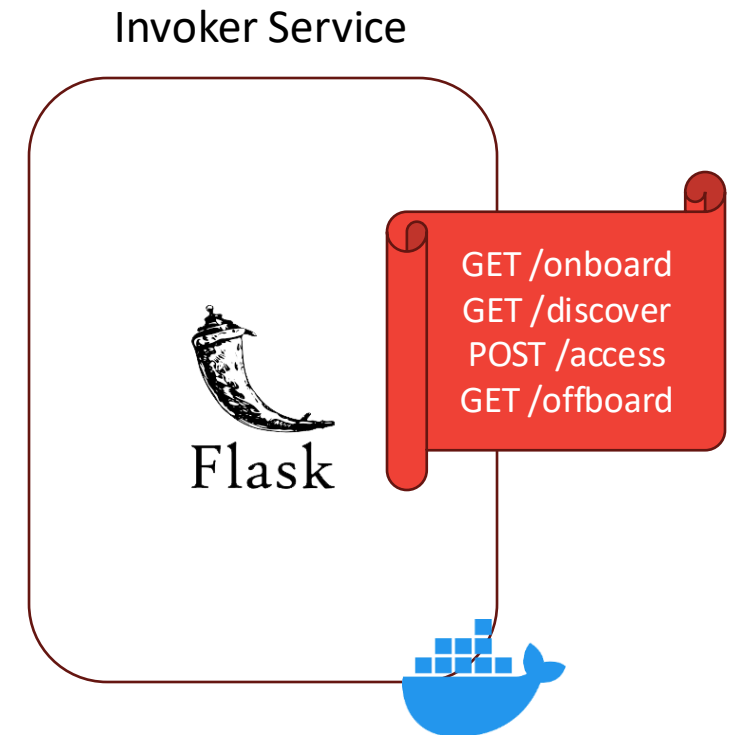 Invoker Service
GET /onboard
GET /discover
POST /access
GET /offboard
Flask